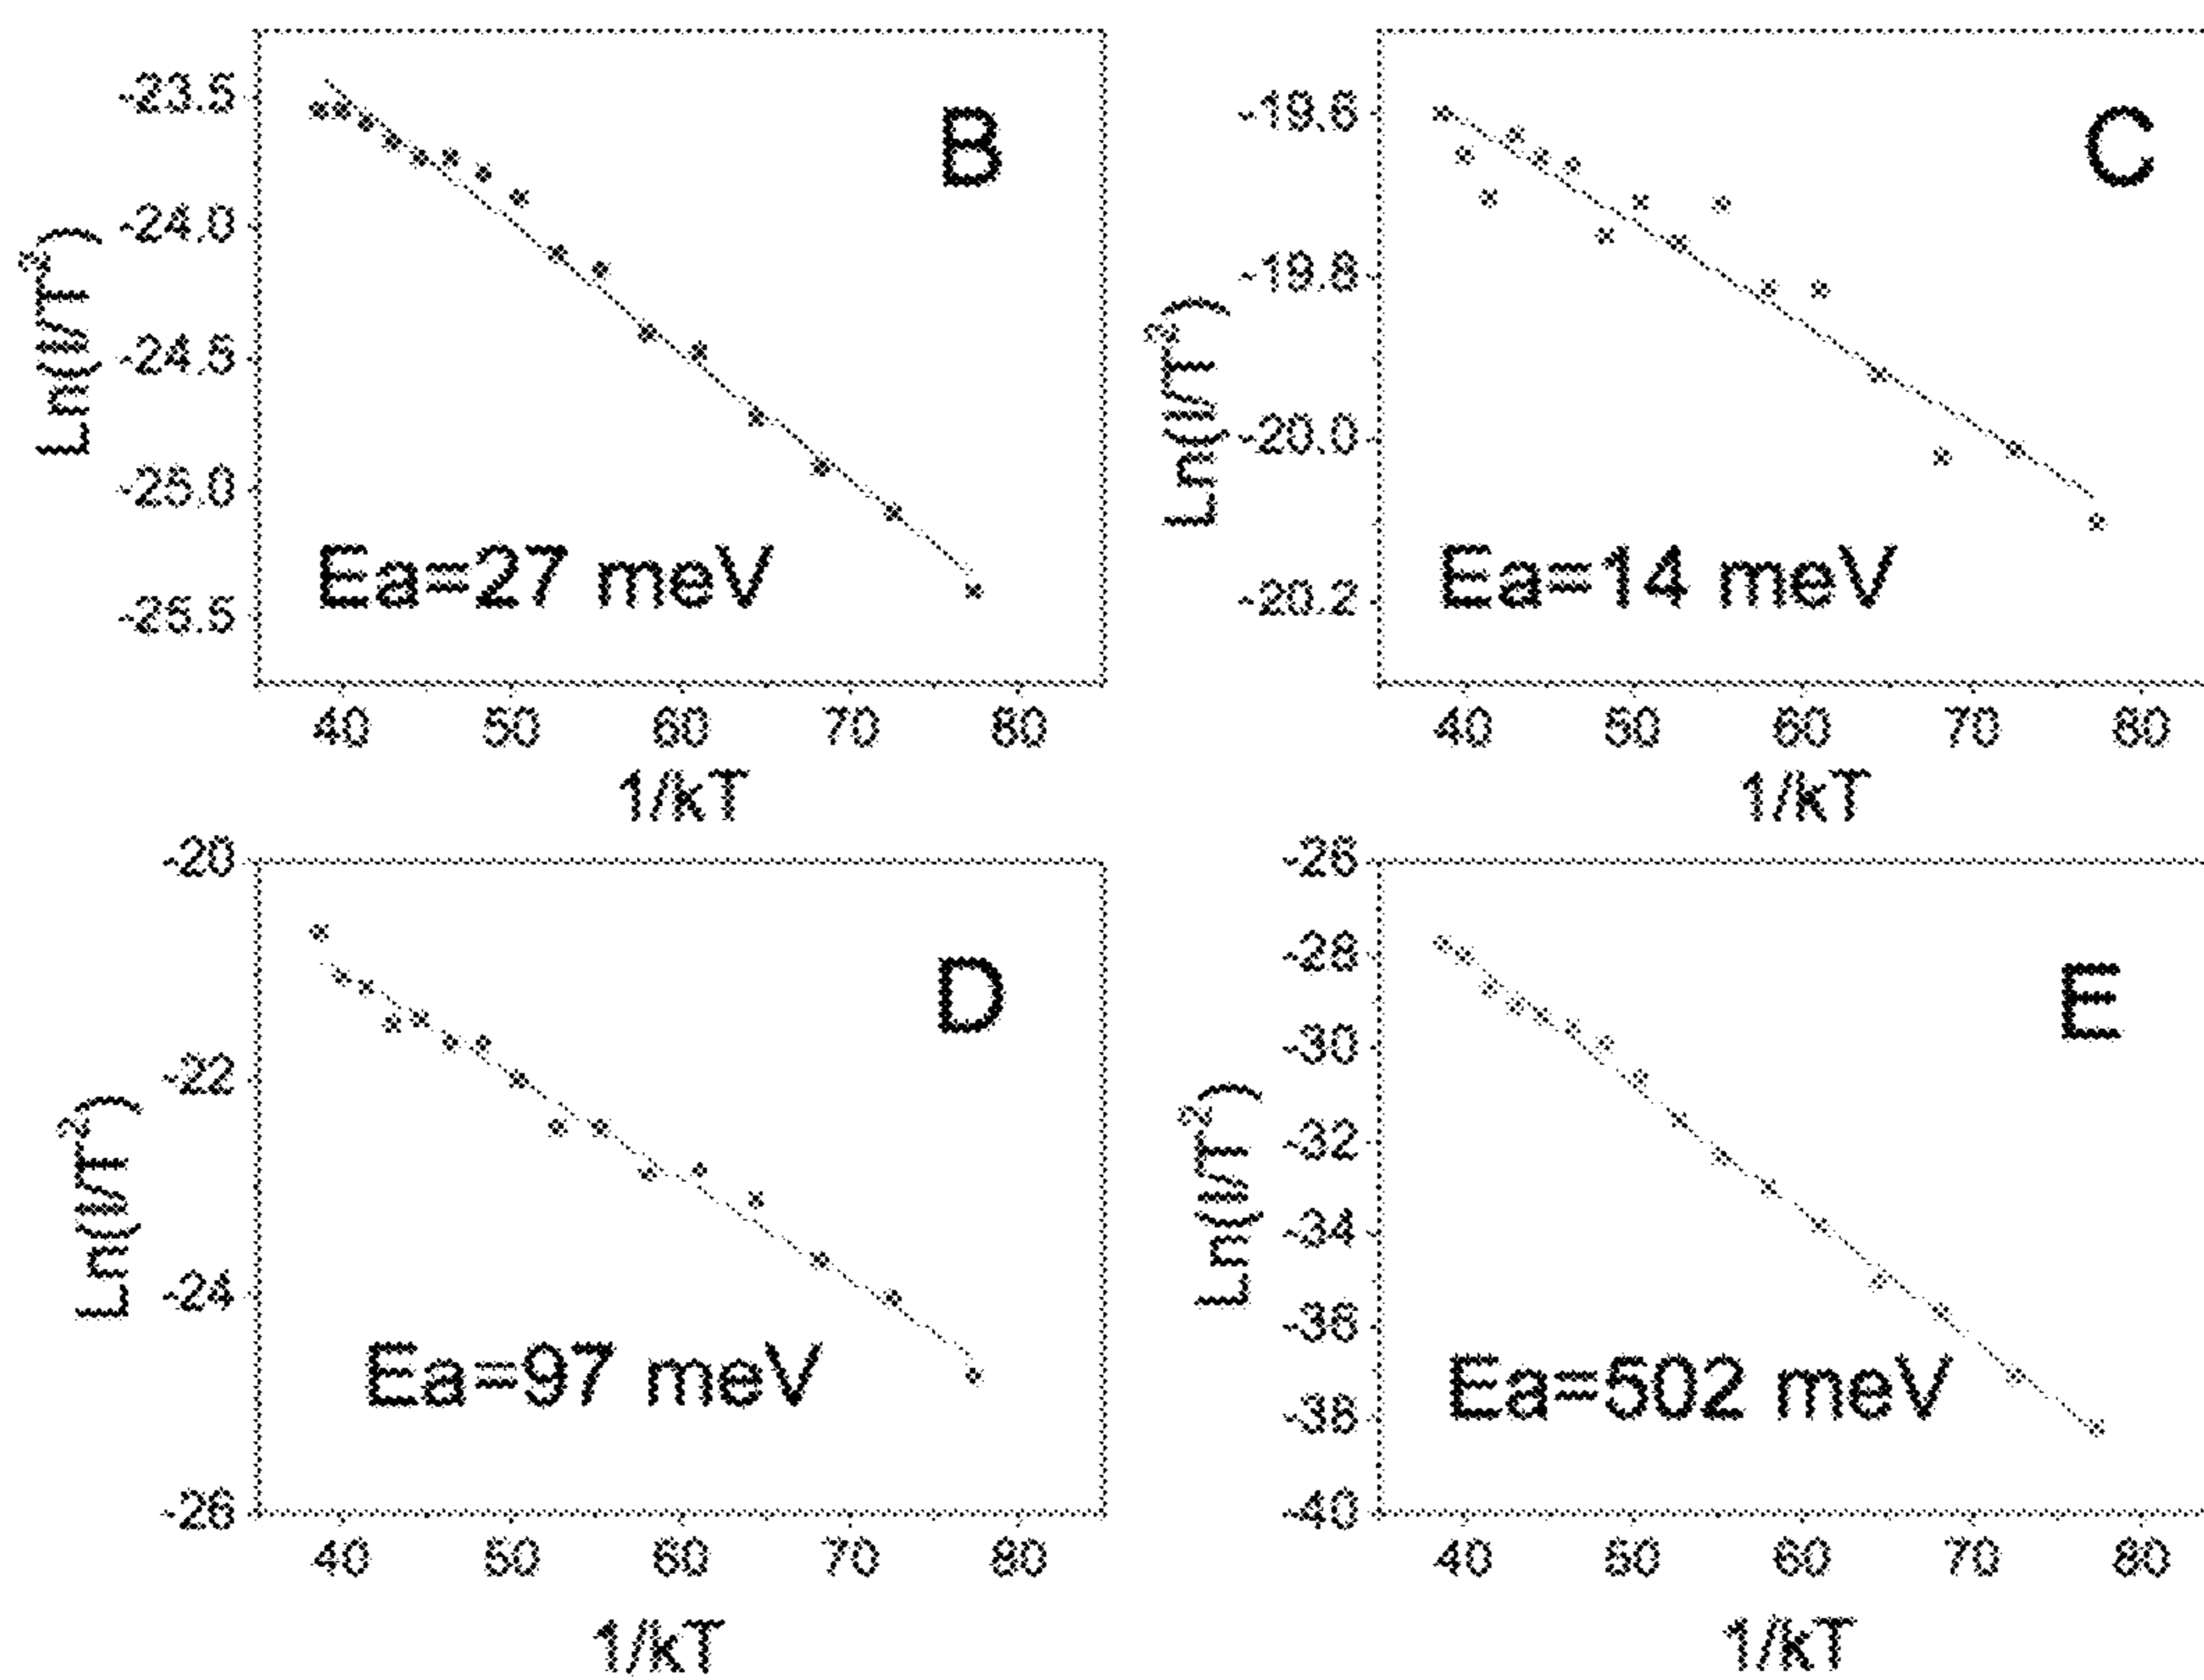 B
-23.5
-24.0
-24.5
-25.0
-25.5
Ln(I/T²)
Ea=27 meV
40 50 60 70 80
1/kT
C
-19.6
-19.8
-20.0
-20.2
Ln(I/T²)
Ea=14 meV
40 50 60 70 80
1/kT
D
-20
-22
-24
-26
Ln(I/T²)
Ea=97 meV
40 50 60 70 80
1/kT
E
-26
-28
-30
-32
-34
-36
-38
-40
Ln(I/T²)
Ea=502 meV
40 50 60 70 80
1/kT